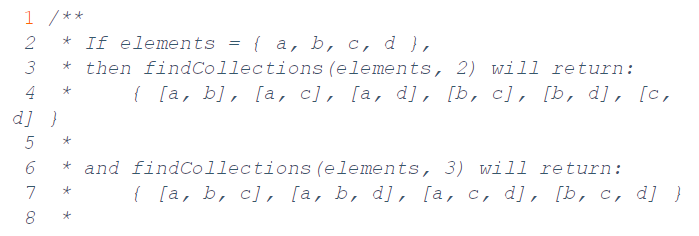 1 /**
2  * If elements = { a, b, c, d },
3  * then findCollections(elements, 2) will return:
4  *     { [a, b], [a, c], [a, d], [b, c], [b, d], [c,
d] }
5  *
6  * and findCollections(elements, 3) will return:
7  *     { [a, b, c], [a, b, d], [a, c, d], [b, c, d] }
8  *